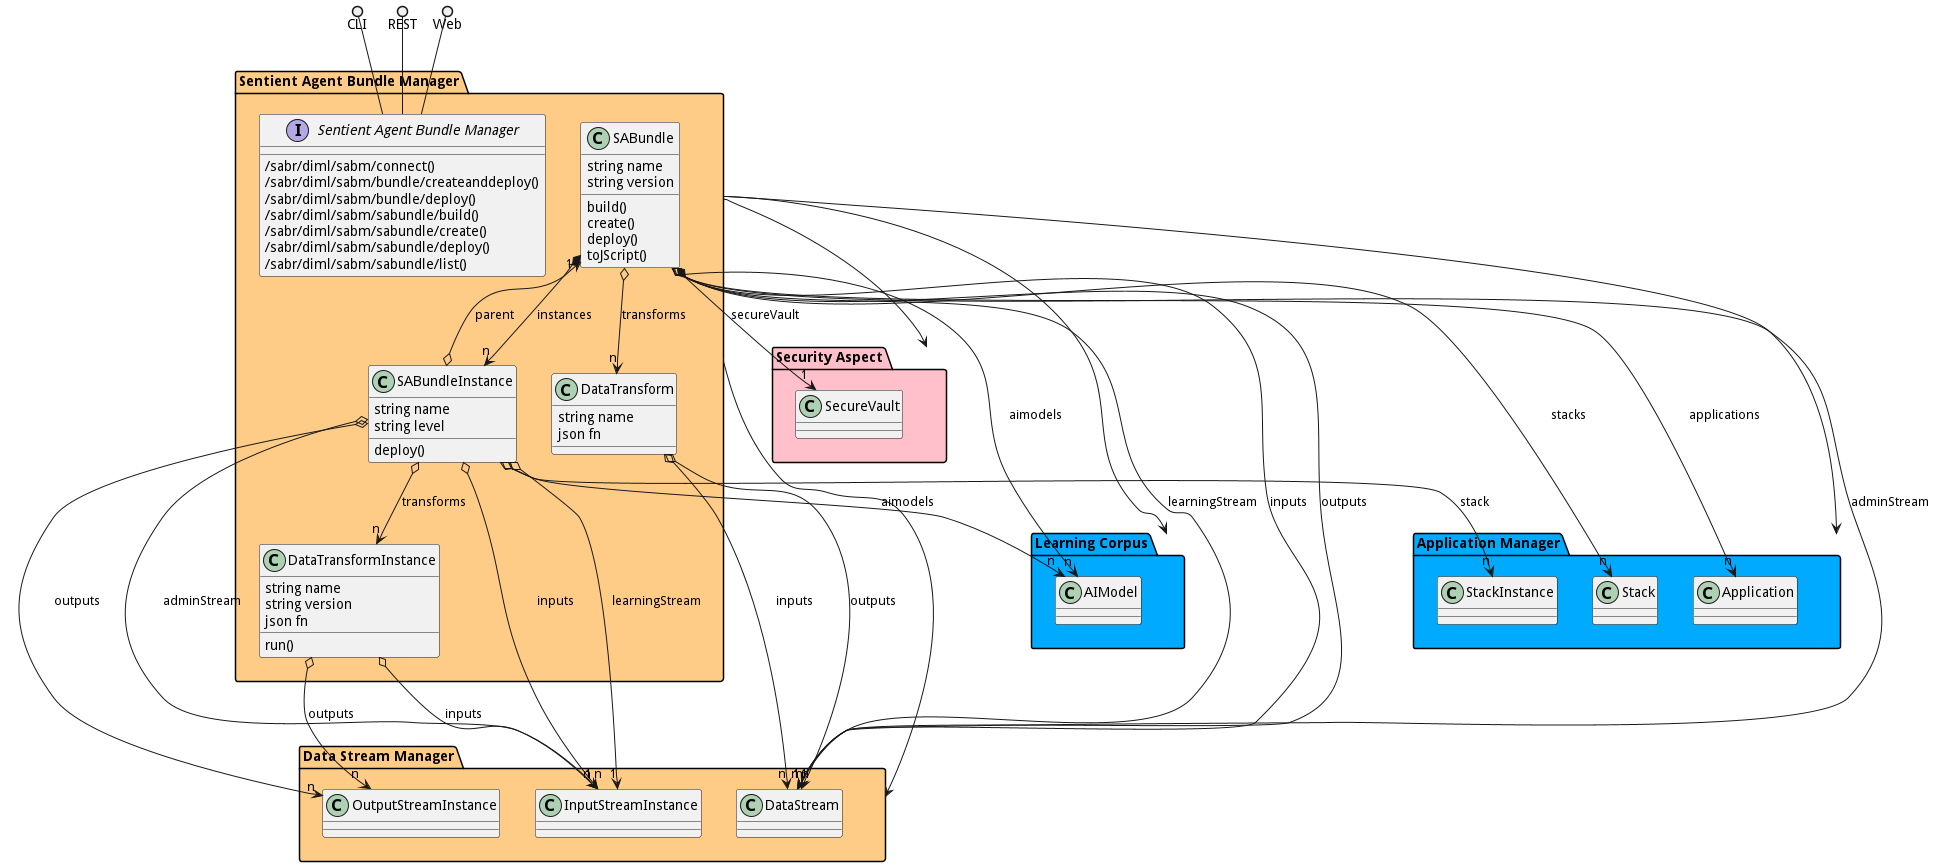 CLI
REST
Web
Sentient Agent Bundle Manager
I
Sentient Agent Bundle Manager
/sabr/diml/sabm/connect()
/sabr/diml/sabm/bundle/createanddeploy()
/sabr/diml/sabm/bundle/deploy()
/sabr/diml/sabm/sabundle/build()
/sabr/diml/sabm/sabundle/create()
/sabr/diml/sabm/sabundle/deploy()
/sabr/diml/sabm/sabundle/list()
C
SABundle
string name
string version
build()
create()
deploy()
toJScript()
1
parent
instances
transforms
secureVault
n
n
1
C
SABundleInstance
string name
string level
deploy()
C
DataTransform
string name
json fn
Security Aspect
C
SecureVault
aimodels
stacks
applications
transforms
aimodels
learningStream
inputs
outputs
stack
adminStream
n
C
DataTransformInstance
string name
string version
json fn
run()
Learning Corpus
n
n
C
AIModel
Application Manager
n
n
n
C
StackInstance
C
Stack
C
Application
outputs
adminStream
inputs
learningStream
inputs
outputs
outputs
inputs
Data Stream Manager
n
n
n
1
n
C
OutputStreamInstance
C
InputStreamInstance
C
DataStream